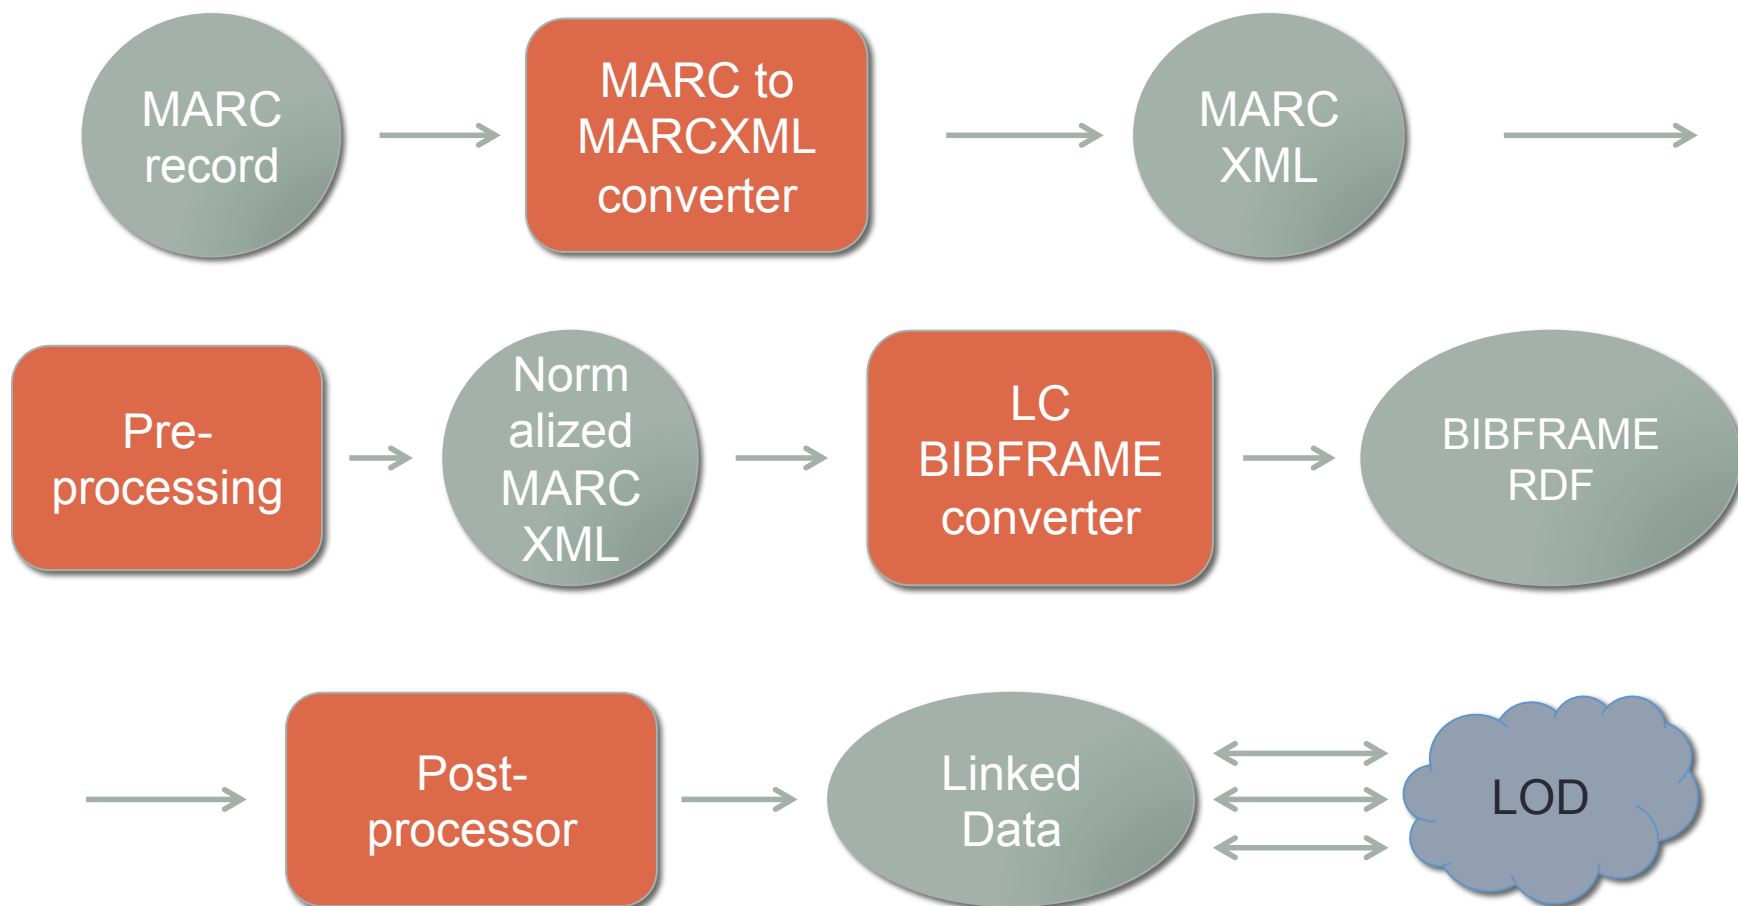 MARC
record
MARC to
MARCXML
converter
MARC
XML
Pre-
processing
Norm
alized
MARC
XML
LC
BIBFRAME
converter
BIBFRAME
RDF
Post-
processor
Linked
Data
LOD